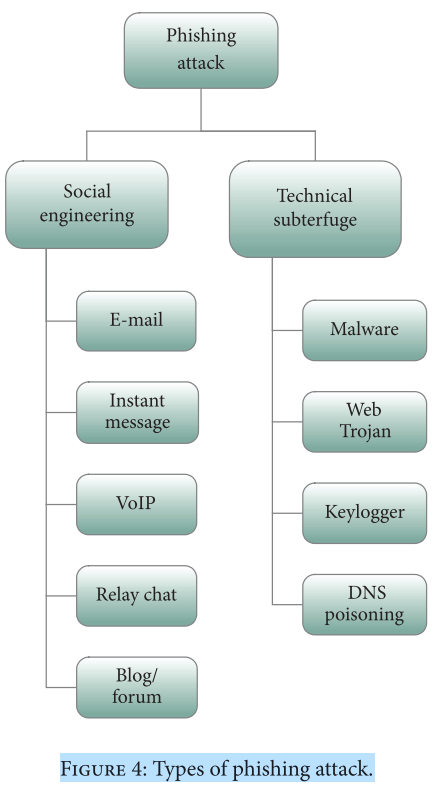 Phishing
attack
Social
engineering
E-mail
Instant
message
VoIP
Relay chat
Blog/
forum
Technical
subterfuge
Malware
Web
Trojan
Keylogger
DNS
poisoning
FIGURE 4: Types of phishing attack.